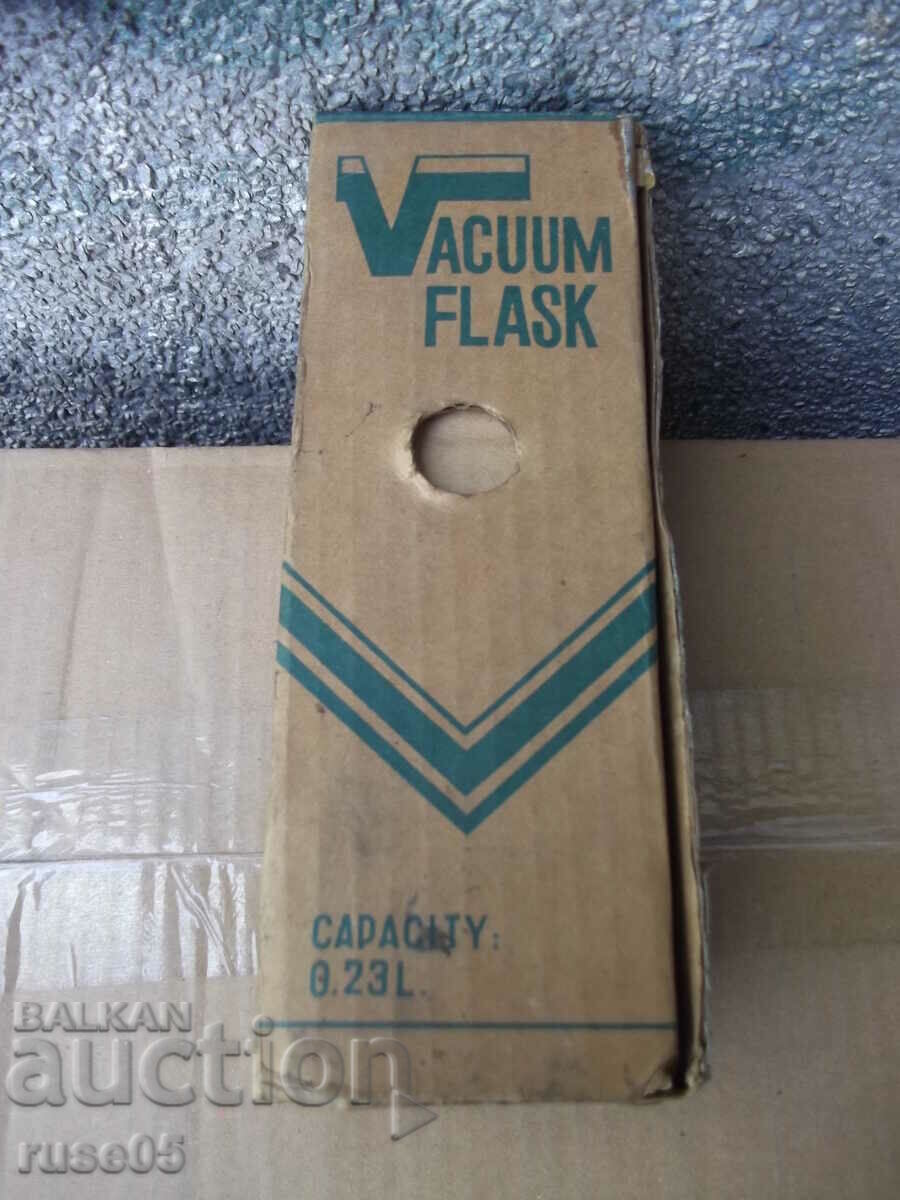 VACUUM
FLASK
CAPACITY:
0.23L.
BALKAN
auction
ruse05